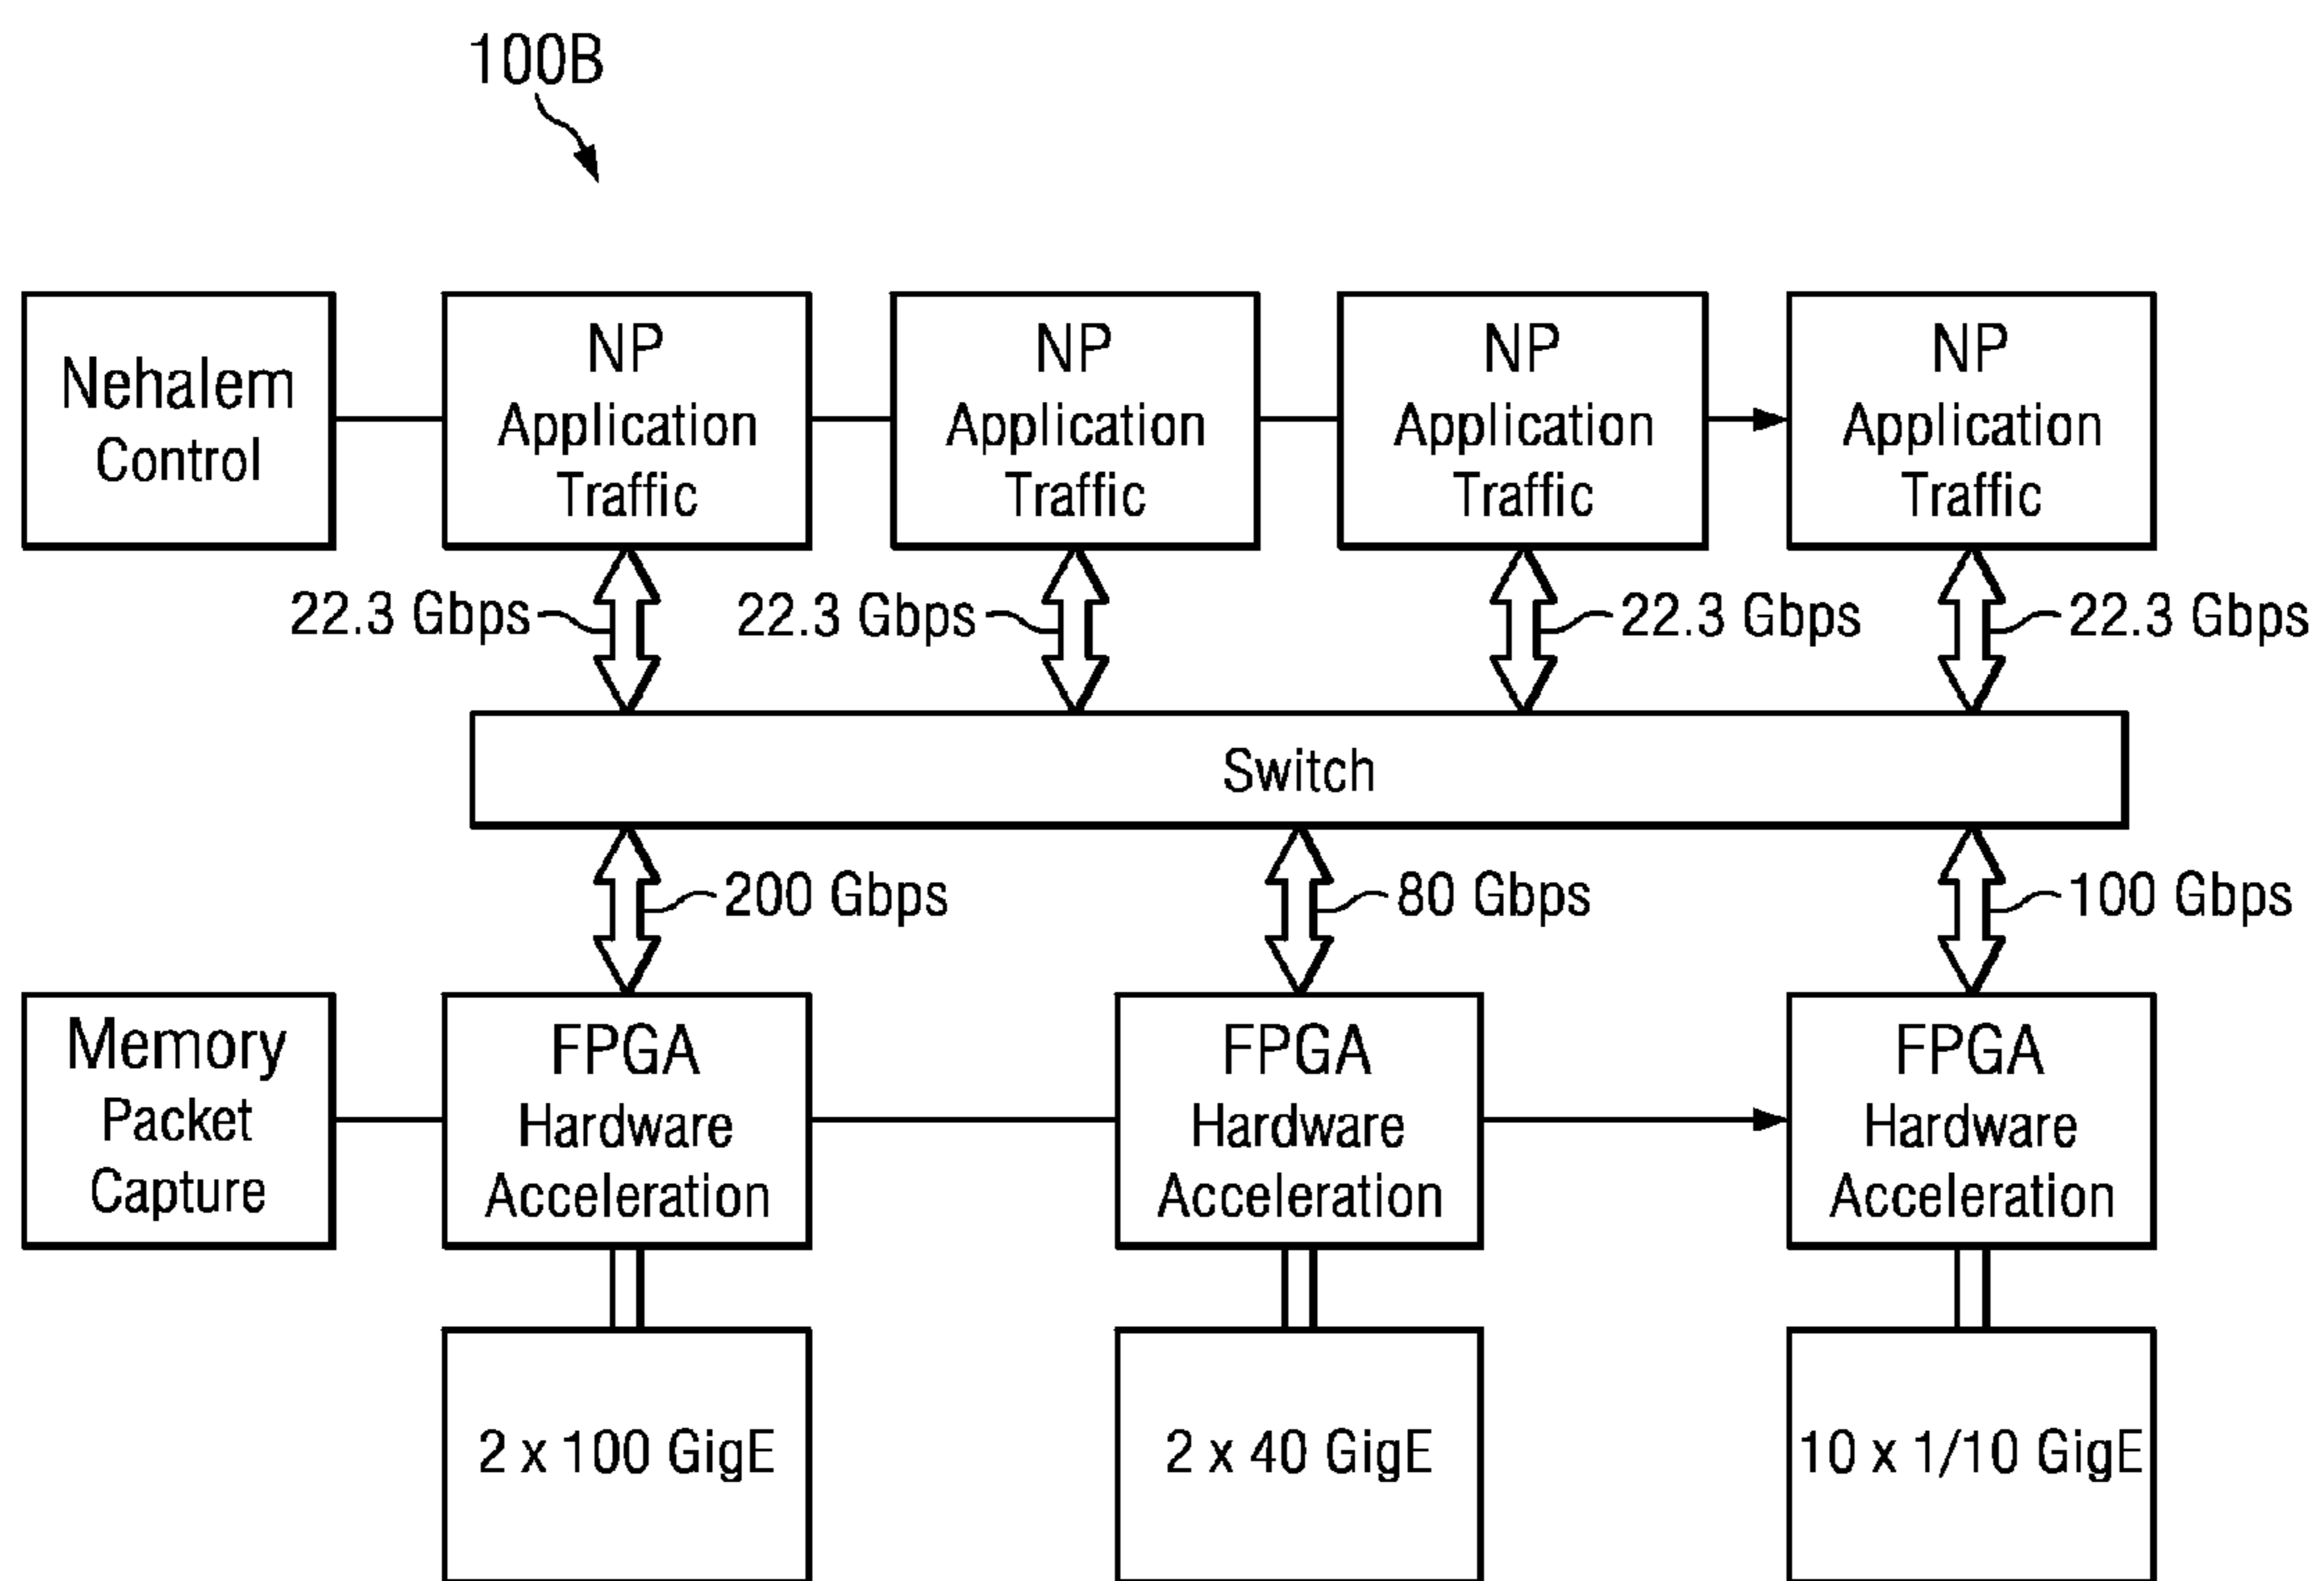 100B
Nehalem
Control
NP
Application
Traffic
NP
Application
Traffic
NP
Application
Traffic
NP
Application
Traffic
22.3 Gbps
22.3 Gbps
22.3 Gbps
22.3 Gbps
Switch
200 Gbps
80 Gbps
100 Gbps
Memory
Packet
Capture
FPGA
Hardware
Acceleration
FPGA
Hardware
Acceleration
FPGA
Hardware
Acceleration
2 x 100 GigE
2 x 40 GigE
10 x 1/10 GigE